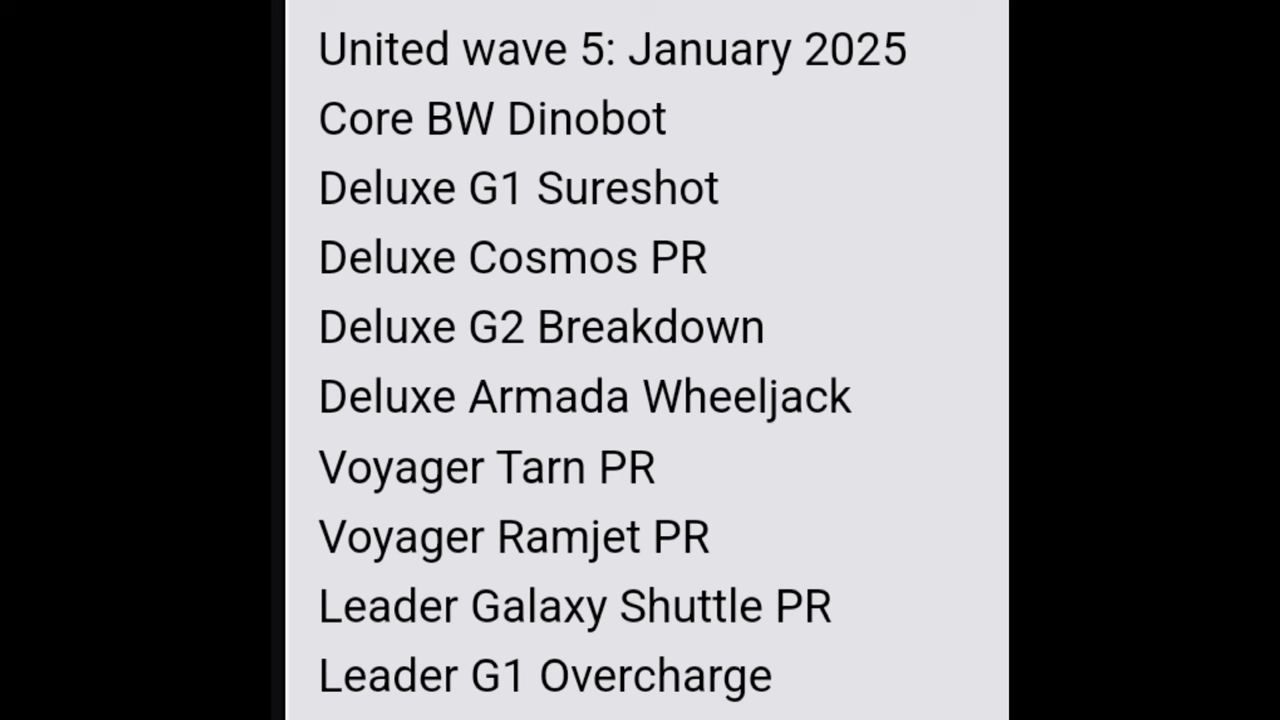 United wave 5: January 2025
Core BW Dinobot
Deluxe G1 Sureshot
Deluxe Cosmos PR
Deluxe G2 Breakdown
Deluxe Armada Wheeljack
Voyager Tarn PR
Voyager Ramjet PR
Leader Galaxy Shuttle PR
Leader G1 Overcharge